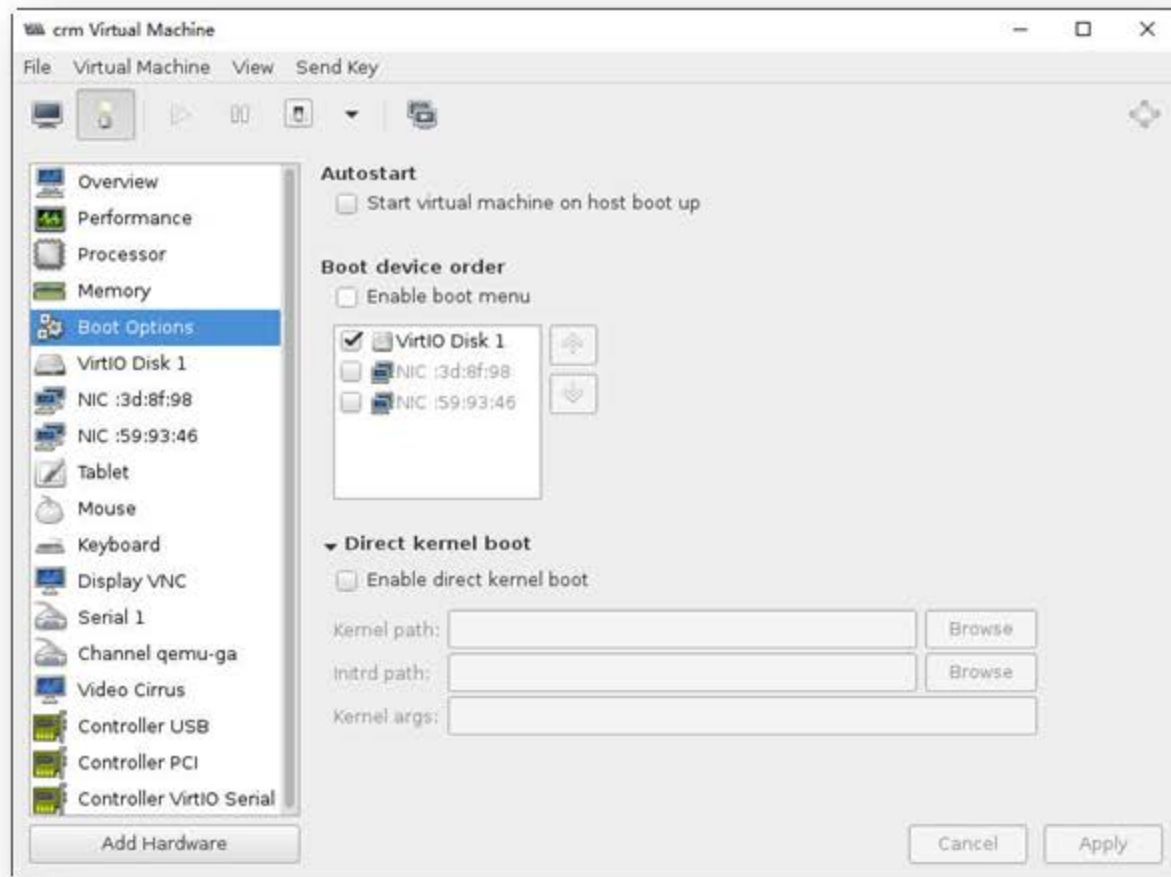 crm Virtual Machine
File Virtual Machine View Send Key
Overview
Performance
Processor
Memory
Boot Options
VirtIO Disk 1
NIC :3d:8f:98
NIC :59:93:46
Tablet
Mouse
Keyboard
Display VNC
Serial 1
Channel qemu-ga
Video Cirrus
Controller USB
Controller PCI
Controller VirtIO Serial
Add Hardware
Autostart
Start virtual machine on host boot up
Boot device order
Enable boot menu
VirtIO Disk 1
NIC :3d:8f:98
NIC :59:93:46
Direct kernel boot
Enable direct kernel boot
Kernel path: Browse
Initrd path: Browse
Kernel args:
Cancel Apply